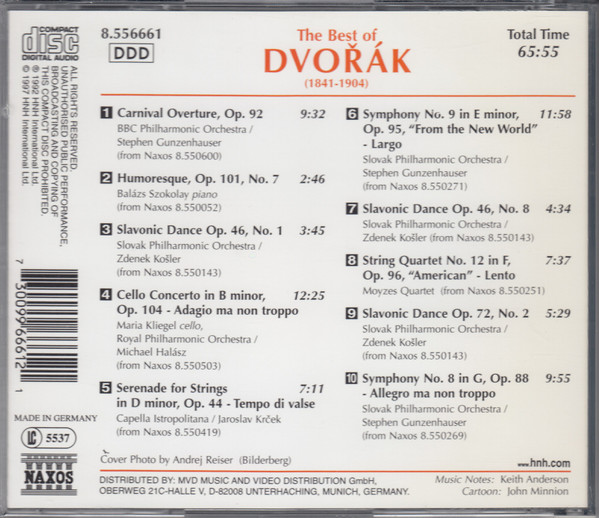 COMPACT
disc
DIGITAL AUDIO
8.556661
DDD
The Best of
DVOŘÁK
(1841-1904)
Total Time
65:55
ALL RIGHTS RESERVED.
UNAUTHORISED PUBLIC PERFORMANCE,
BROADCASTING AND COPYING OF
THIS COMPACT DISC PROHIBITED.
℗ 1992 HNH International Ltd.
© 1997 HNH International Ltd.
7 30099 66612 1
1 Carnival Overture, Op. 92 9:32
BBC Philharmonic Orchestra /
Stephen Gunzenhauser
(from Naxos 8.550600)
2 Humoresque, Op. 101, No. 7 2:46
Balázs Szokolay piano
(from Naxos 8.550052)
3 Slavonic Dance Op. 46, No. 1 3:45
Slovak Philharmonic Orchestra /
Zdenek Košler
(from Naxos 8.550143)
4 Cello Concerto in B minor, 12:25
Op. 104 - Adagio ma non troppo
Maria Kliegel cello,
Royal Philharmonic Orchestra /
Michael Halász
(from Naxos 8.550503)
5 Serenade for Strings 7:11
in D minor, Op. 44 - Tempo di valse
Capella Istropolitana / Jaroslav Krček
(from Naxos 8.550419)
6 Symphony No. 9 in E minor, 11:58
Op. 95, "From the New World"
- Largo
Slovak Philharmonic Orchestra /
Stephen Gunzenhauser
(from Naxos 8.550271)
7 Slavonic Dance Op. 46, No. 8 4:34
Slovak Philharmonic Orchestra /
Zdenek Košler (from Naxos 8.550143)
8 String Quartet No. 12 in F, 7:37
Op. 96, "American" - Lento
Moyzes Quartet (from Naxos 8.550251)
9 Slavonic Dance Op. 72, No. 2 5:29
Slovak Philharmonic Orchestra /
Zdenek Košler
(from Naxos 8.550143)
10 Symphony No. 8 in G, Op. 88 9:55
- Allegro ma non troppo
Slovak Philharmonic Orchestra /
Stephen Gunzenhauser
(from Naxos 8.550269)
MADE IN GERMANY
LC 5537
NAXOS
Cover Photo by Andrej Reiser (Bilderberg)
www.hnh.com
DISTRIBUTED BY: MVD MUSIC AND VIDEO DISTRIBUTION GmbH,
OBERWEG 21C-HALLE V, D-82008 UNTERHACHING, MUNICH, GERMANY.
Music Notes: Keith Anderson
Cartoon: John Minnion